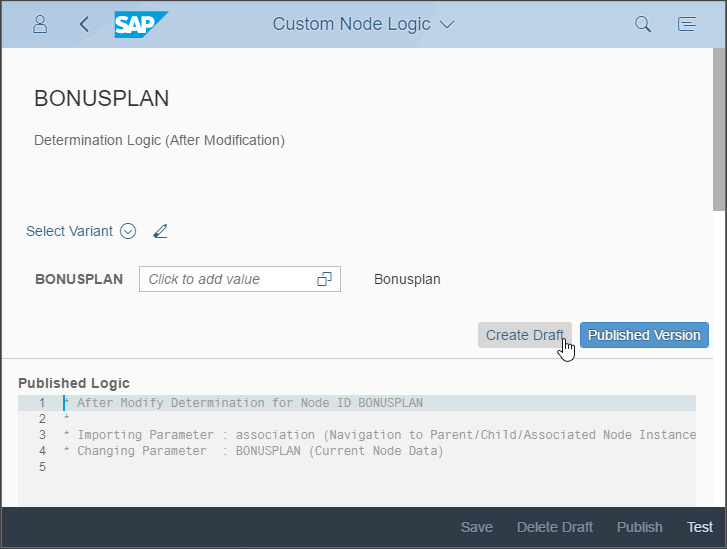 SAP Custom Node Logic
BONUSPLAN
Determination Logic (After Modification)
Select Variant
BONUSPLAN Click to add value Bonusplan
Create Draft Published Version
Published Logic
1 * After Modify Determination for Node ID BONUSPLAN
2 *
3 * Importing Parameter : association (Navigation to Parent/Child/Associated Node Instance
4 * Changing Parameter : BONUSPLAN (Current Node Data)
5
Save Delete Draft Publish Test